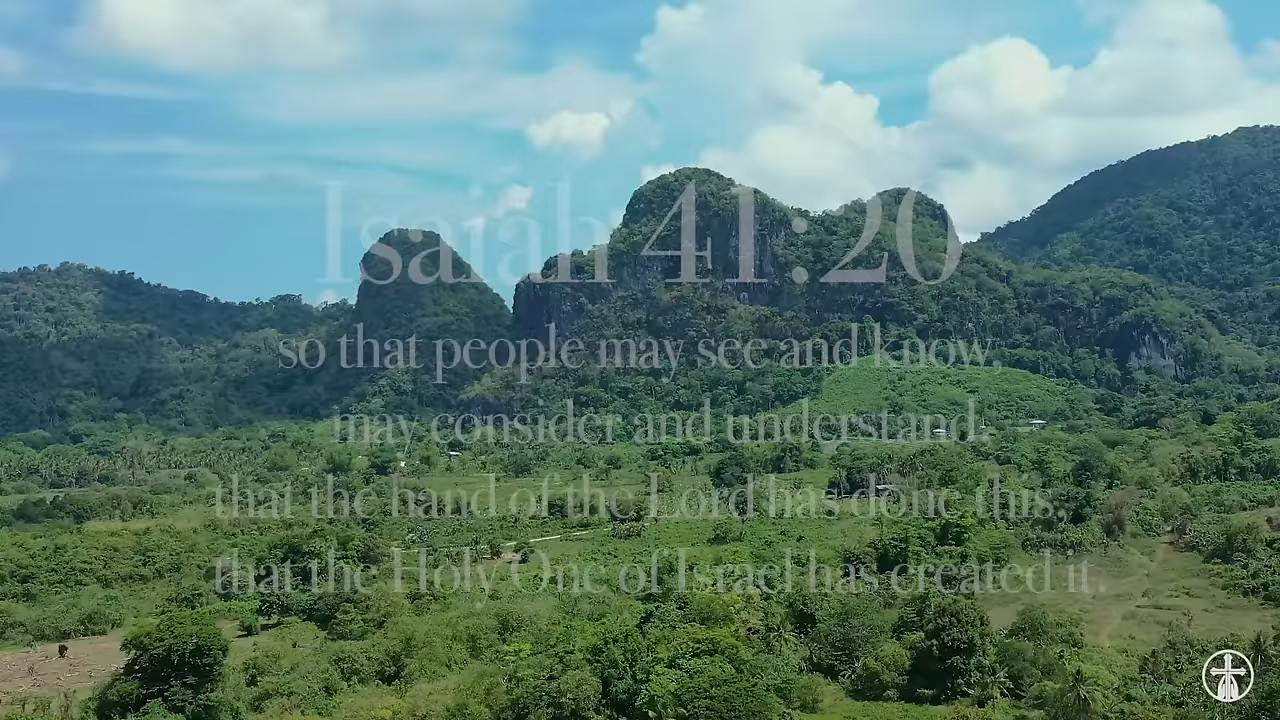 Isaiah 41:20
so that people may see and know,
may consider and understand,
that the hand of the Lord has done this,
that the Holy One of Israel has created it.